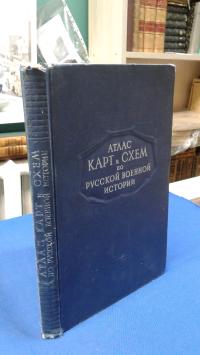 АТЛАС
КАРТ и СХЕМ
ПО
РУССКОЙ ВОЕННОЙ
ИСТОРИИ
АТЛАС КАРТ и СХЕМ
ПО РУССКОЙ ВОЕННОЙ ИСТОРИИ